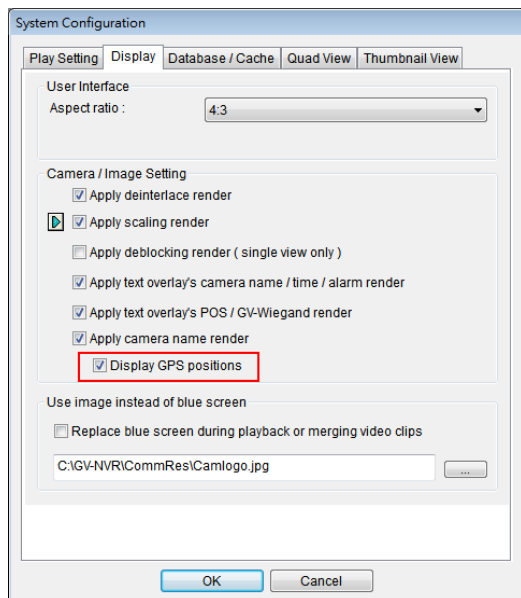 System Configuration
Play Setting Display Database / Cache Quad View Thumbnail View
User Interface
Aspect ratio : 4:3
Camera / Image Setting
Apply deinterlace render
Apply scaling render
Apply deblocking render ( single view only )
Apply text overlay's camera name / time / alarm render
Apply text overlay's POS / GV-Wiegand render
Apply camera name render
Display GPS positions
Use image instead of blue screen
Replace blue screen during playback or merging video clips
C:\GV-NVR\CommRes\Camlogo.jpg ...
OK Cancel